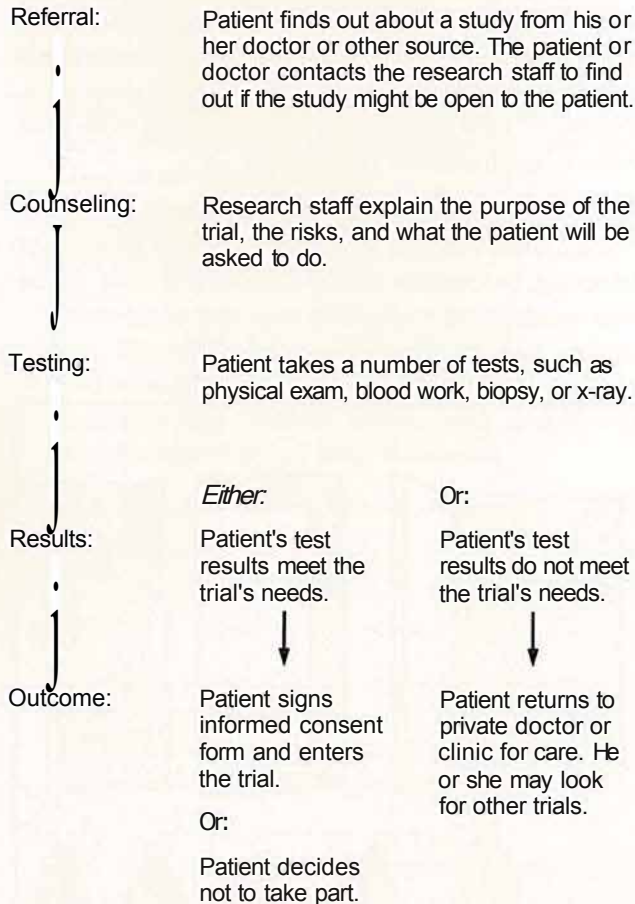 Referral:
Patient finds out about a study from his or
her doctor or other source. The patient or
doctor contacts the research staff to find
out if the study might be open to the patient.
Counseling:
Research staff explain the purpose of the
trial, the risks, and what the patient will be
asked to do.
Testing:
Patient takes a number of tests, such as
physical exam, blood work, biopsy, or x-ray.
Results:
Either:
Patient's test
results meet the
trial's needs.
Or:
Patient's test
results do not meet
the trial's needs.
Outcome:
Patient signs
informed consent
form and enters
the trial.
Or:
Patient decides
not to take part.
Patient returns to
private doctor or
clinic for care. He
or she may look
for other trials.